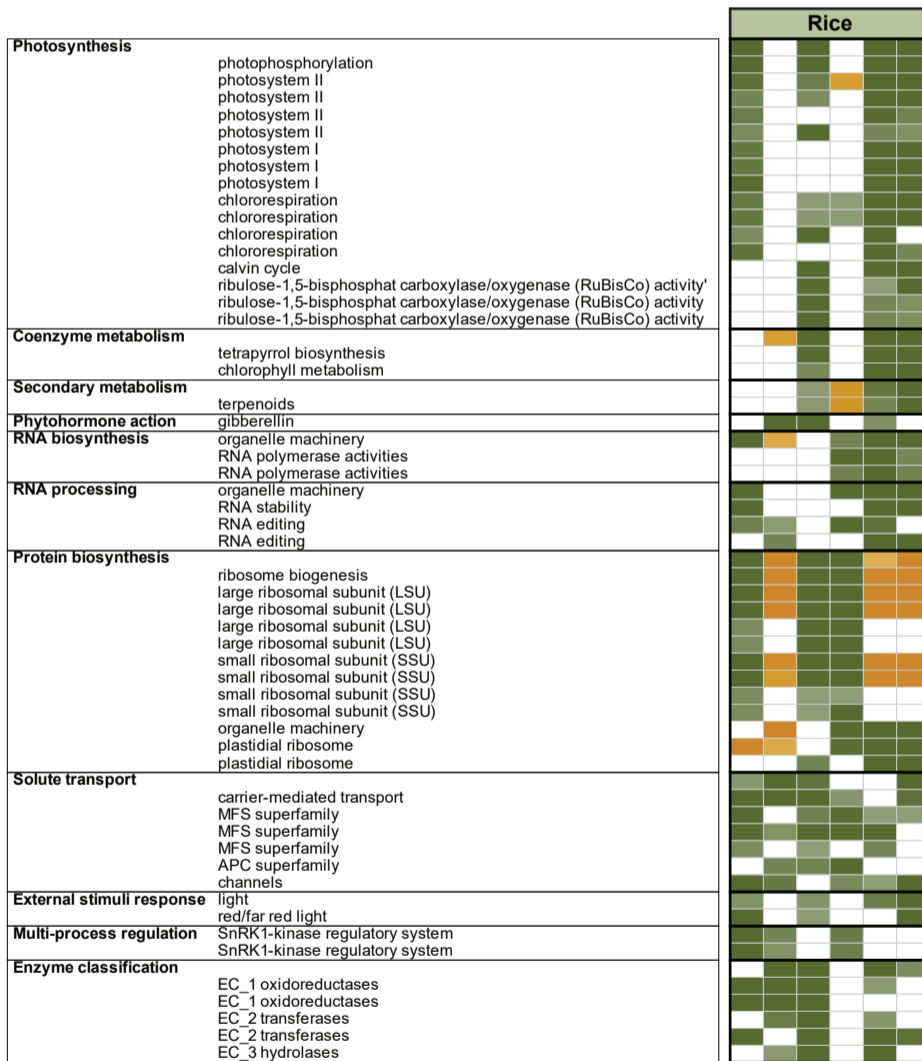 Rice
Photosynthesis
photophosphorylation
photosystem II
photosystem II
photosystem II
photosystem II
photosystem I
photosystem I
photosystem I
chlororespiration
chlororespiration
chlororespiration
chlororespiration
calvin cycle
ribulose-1,5-bisphosphat carboxylase/oxygenase (RuBisCo) activity'
ribulose-1,5-bisphosphat carboxylase/oxygenase (RuBisCo) activity
ribulose-1,5-bisphosphat carboxylase/oxygenase (RuBisCo) activity
Coenzyme metabolism
tetrapyrrol biosynthesis
chlorophyll metabolism
Secondary metabolism
terpenoids
Phytohormone action gibberellin
RNA biosynthesis organelle machinery
RNA polymerase activities
RNA polymerase activities
RNA processing organelle machinery
RNA stability
RNA editing
RNA editing
Protein biosynthesis
ribosome biogenesis
large ribosomal subunit (LSU)
large ribosomal subunit (LSU)
large ribosomal subunit (LSU)
large ribosomal subunit (LSU)
small ribosomal subunit (SSU)
small ribosomal subunit (SSU)
small ribosomal subunit (SSU)
small ribosomal subunit (SSU)
organelle machinery
plastidial ribosome
plastidial ribosome
Solute transport
carrier-mediated transport
MFS superfamily
MFS superfamily
MFS superfamily
APC superfamily
channels
External stimuli response light
red/far red light
Multi-process regulation SnRK1-kinase regulatory system
SnRK1-kinase regulatory system
Enzyme classification
EC_1 oxidoreductases
EC_1 oxidoreductases
EC_2 transferases
EC_2 transferases
EC_3 hydrolases